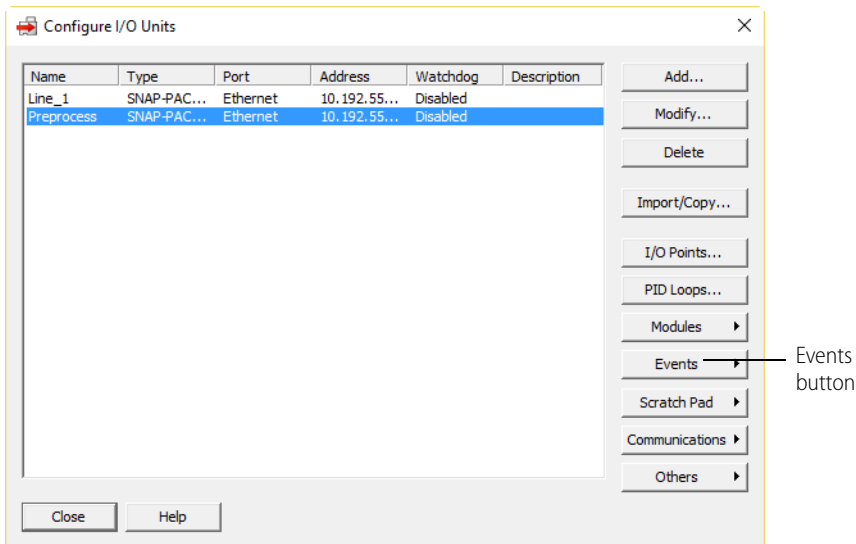 Configure I/O Units
Name Type Port Address Watchdog Description
Line_1 SNAP-PAC... Ethernet 10.192.55... Disabled
Preprocess SNAP-PAC... Ethernet 10.192.55... Disabled
Add...
Modify...
Delete
Import/Copy...
I/O Points...
PID Loops...
Modules
Events
Scratch Pad
Communications
Others
Events
button
Close Help